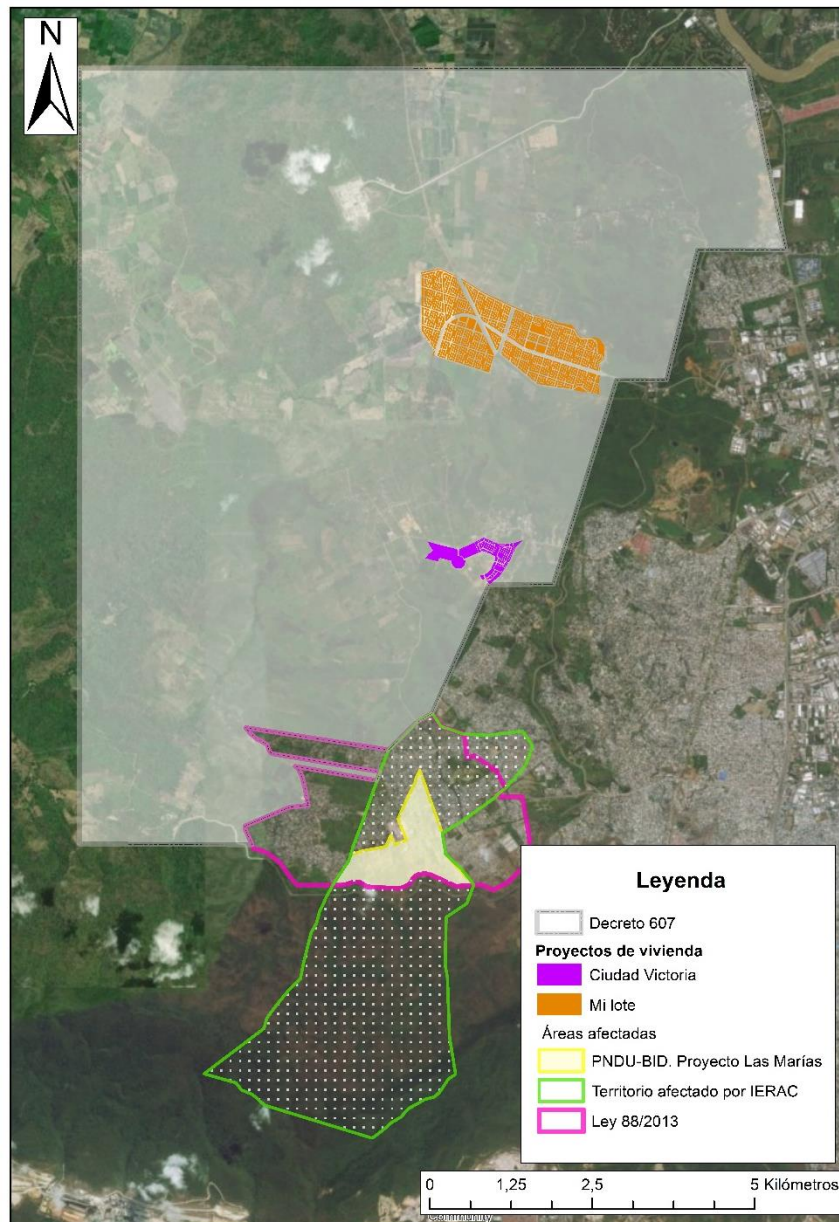 N
Leyenda
Decreto 607
Proyectos de vivienda
Ciudad Victoria
Mi lote
Áreas afectadas
PNDU-BID. Proyecto Las Marías
Territorio afectado por IERAC
Ley 88/2013
0 1,25 2,5 5 Kilómetros
Community